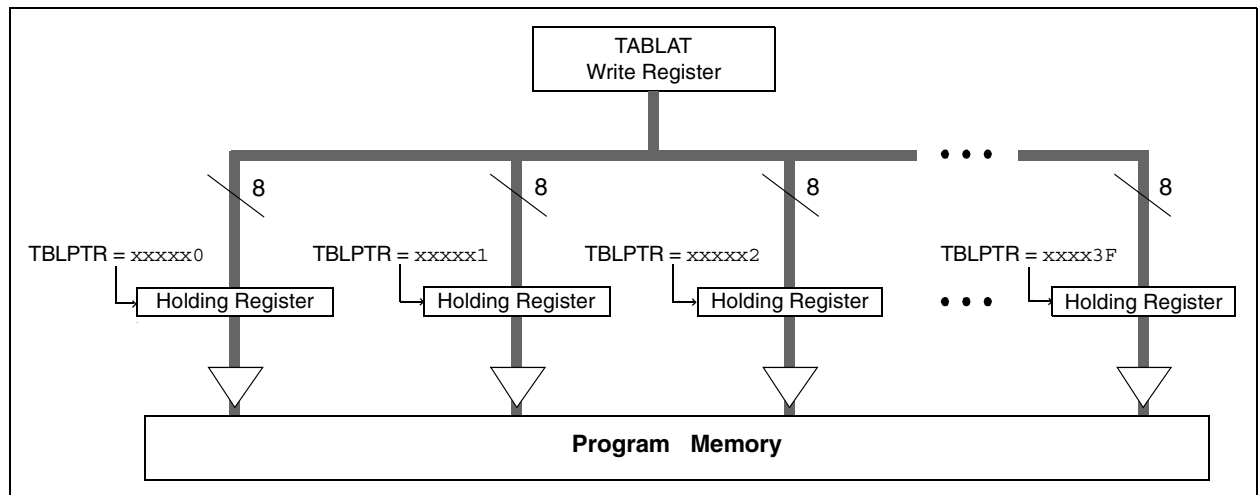 TABLAT
Write Register
• • •
8 8 8 8
TBLPTR = xxxxx0 TBLPTR = xxxxx1 TBLPTR = xxxxx2 TBLPTR = xxxx3F
Holding Register Holding Register Holding Register • • • Holding Register
Program Memory